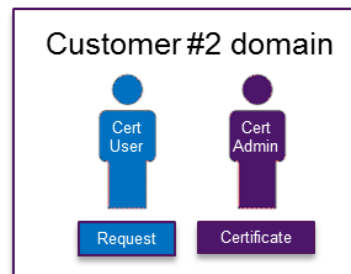 Customer #2 domain
Cert
User
Cert
Admin
Request
Certificate